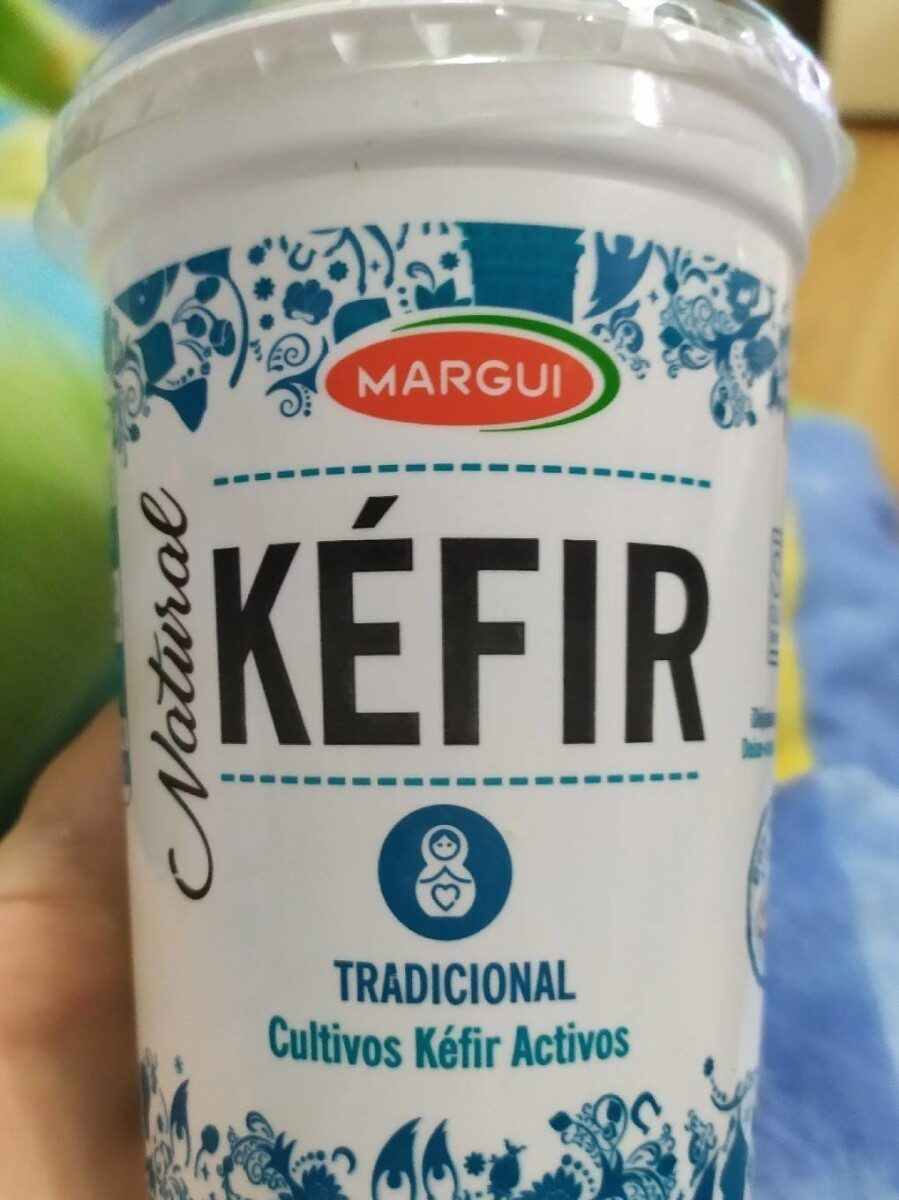 MARGUI
Natural
KÉFIR
TRADICIONAL
Cultivos Kéfir Activos